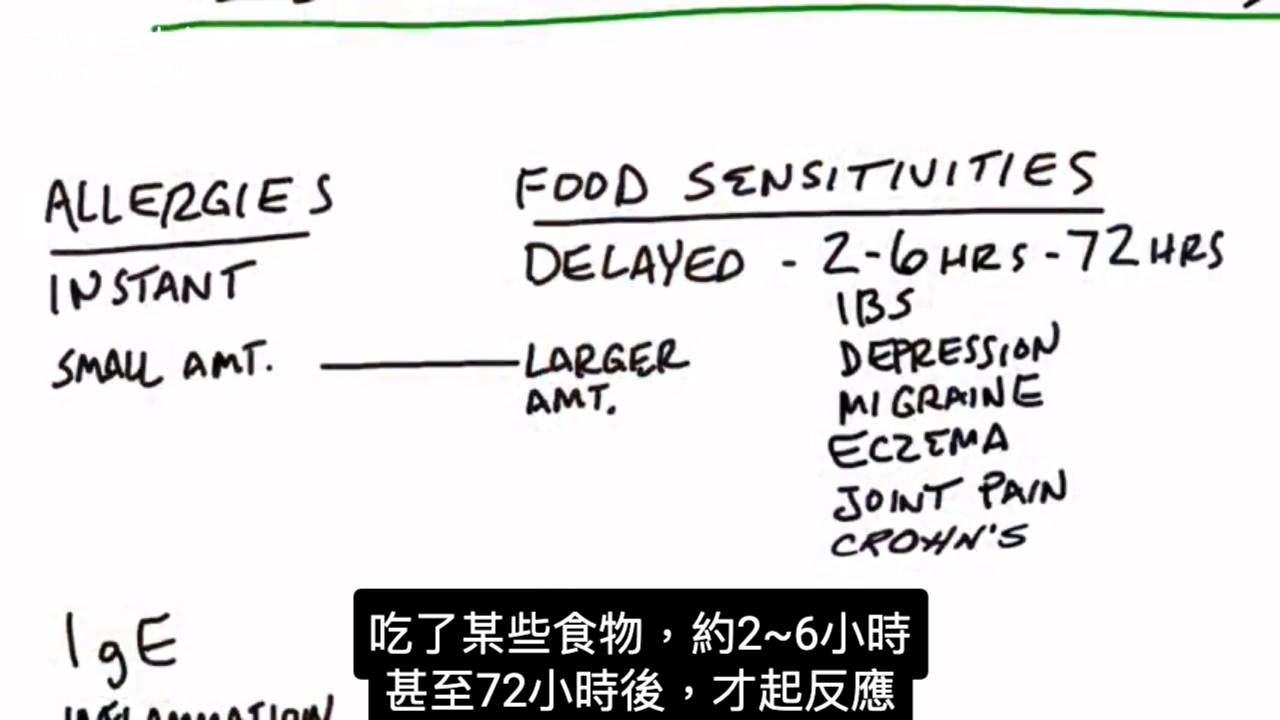 ALLERGIES
INSTANT
SMALL AMT.
FOOD SENSITIVITIES
DELAYED - 2-6 HRS - 72 HRS
IBS
DEPRESSION
MIGRAINE
ECZEMA
JOINT PAIN
CROHN'S
LARGER
AMT.
IgE
INFLAMMATION
吃了某些食物，約2~6小時
甚至72小時後，才起反應